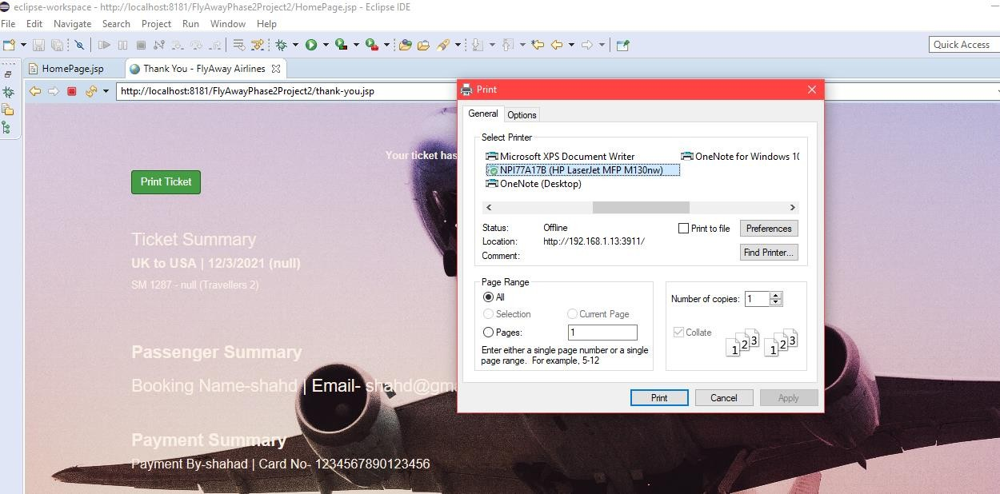 eclipse-workspace - http://localhost:8181/FlyAwayPhase2Project2/HomePage.jsp - Eclipse IDE
File Edit Navigate Search Project Run Window Help
Quick Access
HomePage.jsp Thank You - FlyAway Airlines
http://localhost:8181/FlyAwayPhase2Project2/thank-you.jsp
Your ticket has
Print Ticket
Ticket Summary
UK to USA | 12/3/2021 (null)
SM 1287 - null (Travellers 2)
Passenger Summary
Booking Name-shahd | Email- shahd@gm
Payment Summary
Payment By-shahad | Card No- 1234567890123456
Print
General Options
Select Printer
Microsoft XPS Document Writer OneNote for Windows 10
NPI77A17B (HP LaserJet MFP M130nw)
OneNote (Desktop)
Status: Offline Print to file Preferences
Location: http://192.168.1.13:3911/
Comment: Find Printer...
Page Range
All
Selection Current Page
Pages: 1
Enter either a single page number or a single
page range. For example, 5-12
Number of copies: 1
Collate
1 2 3 1 2 3
Print Cancel Apply